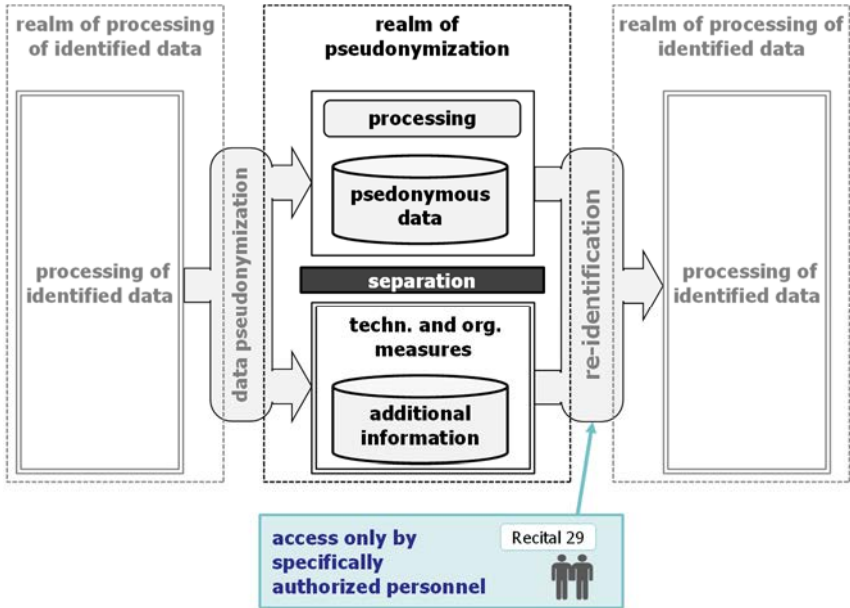 realm of processing
of identified data
processing of
identified data
data pseudonymization
realm of
pseudonymization
processing
psedonymous
data
separation
techn. and org.
measures
additional
information
re-identification
realm of processing of
identified data
processing of
identified data
access only by
specifically
authorized personnel
Recital 29